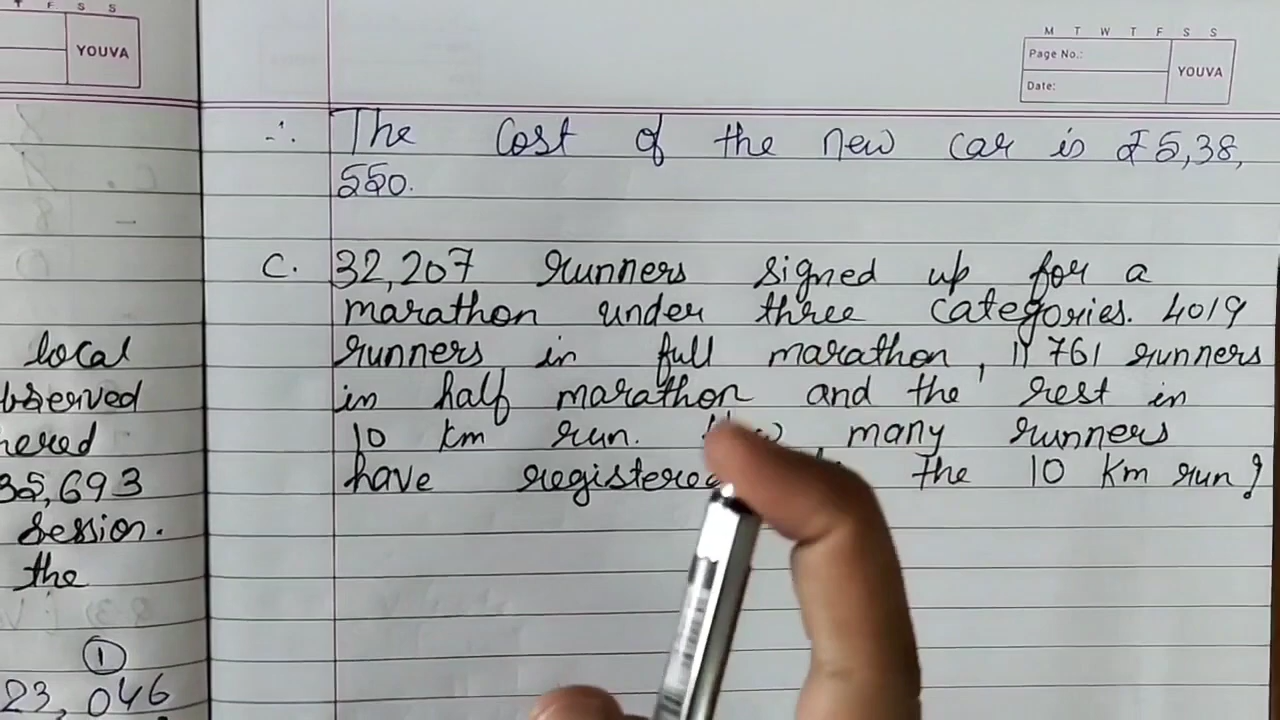 T F S S
YOUVA
M T W T F S S
Page No.:
YOUVA
Date:
∴ The Cost of the new car is ₹5,38,
550.
C. 32,207 runners signed up for a
marathon under three categories. 4019
runners in full marathon, 11,761 runners
in half marathon and the rest in
10 km run. many runners
have registered the 10 Km run?
local
observed
35,693
Session.
the
1
23,046